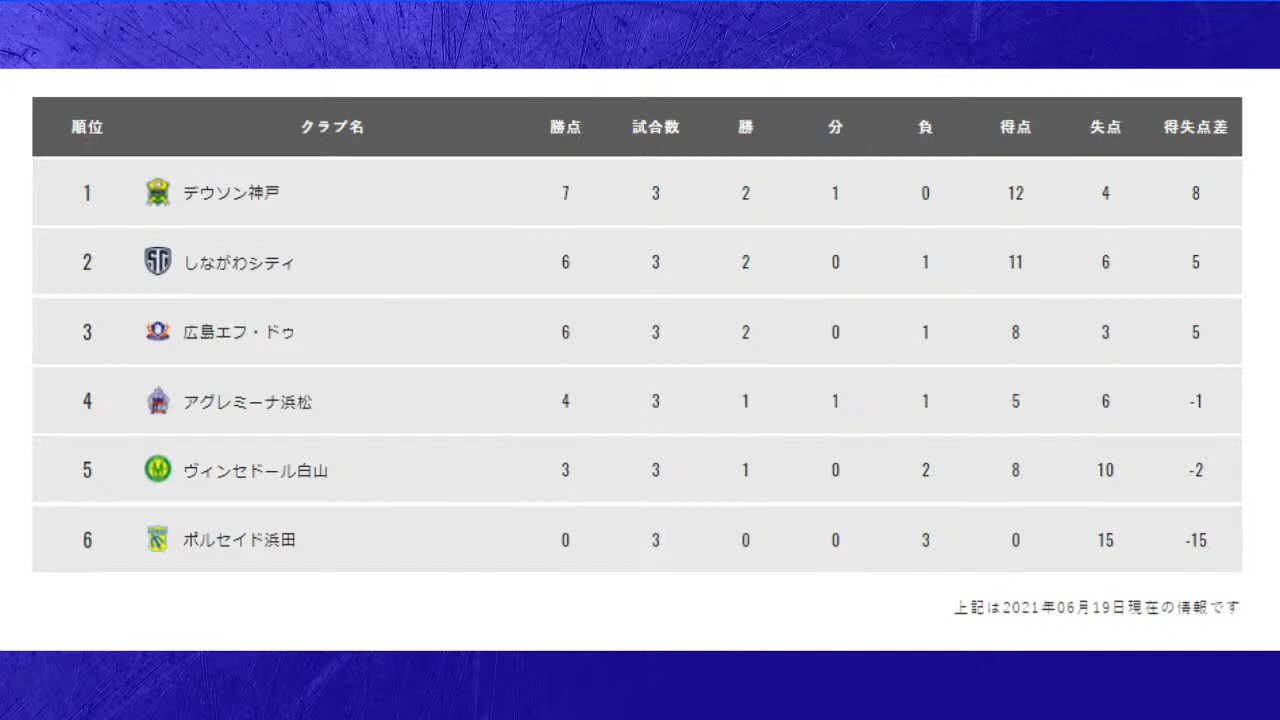 順位 クラブ名 勝点 試合数 勝 分 負 得点 失点 得失点差
1 デウソン神戸 7 3 2 1 0 12 4 8
2 しながわシティ 6 3 2 0 1 11 6 5
3 広島エフ・ドゥ 6 3 2 0 1 8 3 5
4 アグレミーナ浜松 4 3 1 1 1 5 6 -1
5 ヴィンセドール白山 3 3 1 0 2 8 10 -2
6 ポルセイド浜田 0 3 0 0 3 0 15 -15
上記は2021年06月19日現在の情報です